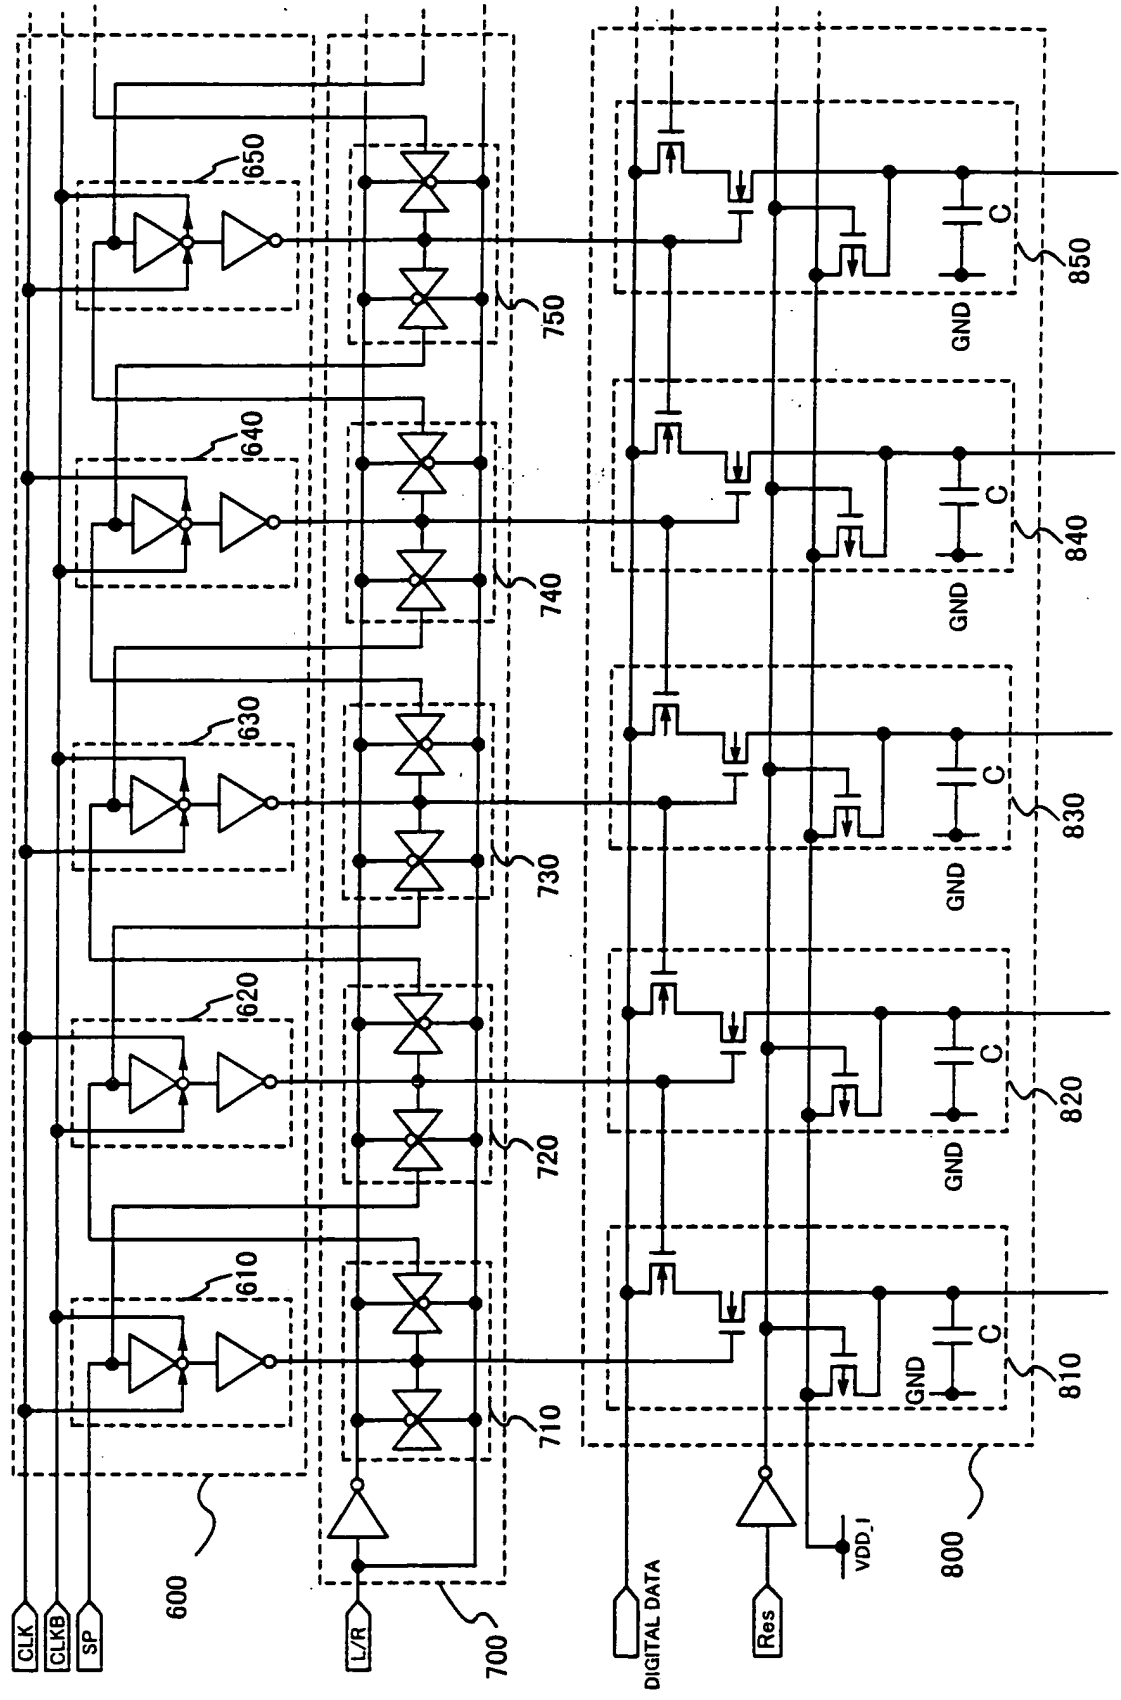 CLK
CLKB
SP
600
610
620
630
640
650
L/R
700
710
720
730
740
750
DIGITAL DATA
Res
VDD_I
800
GND
C
810
GND
C
820
GND
C
830
GND
C
840
GND
C
850